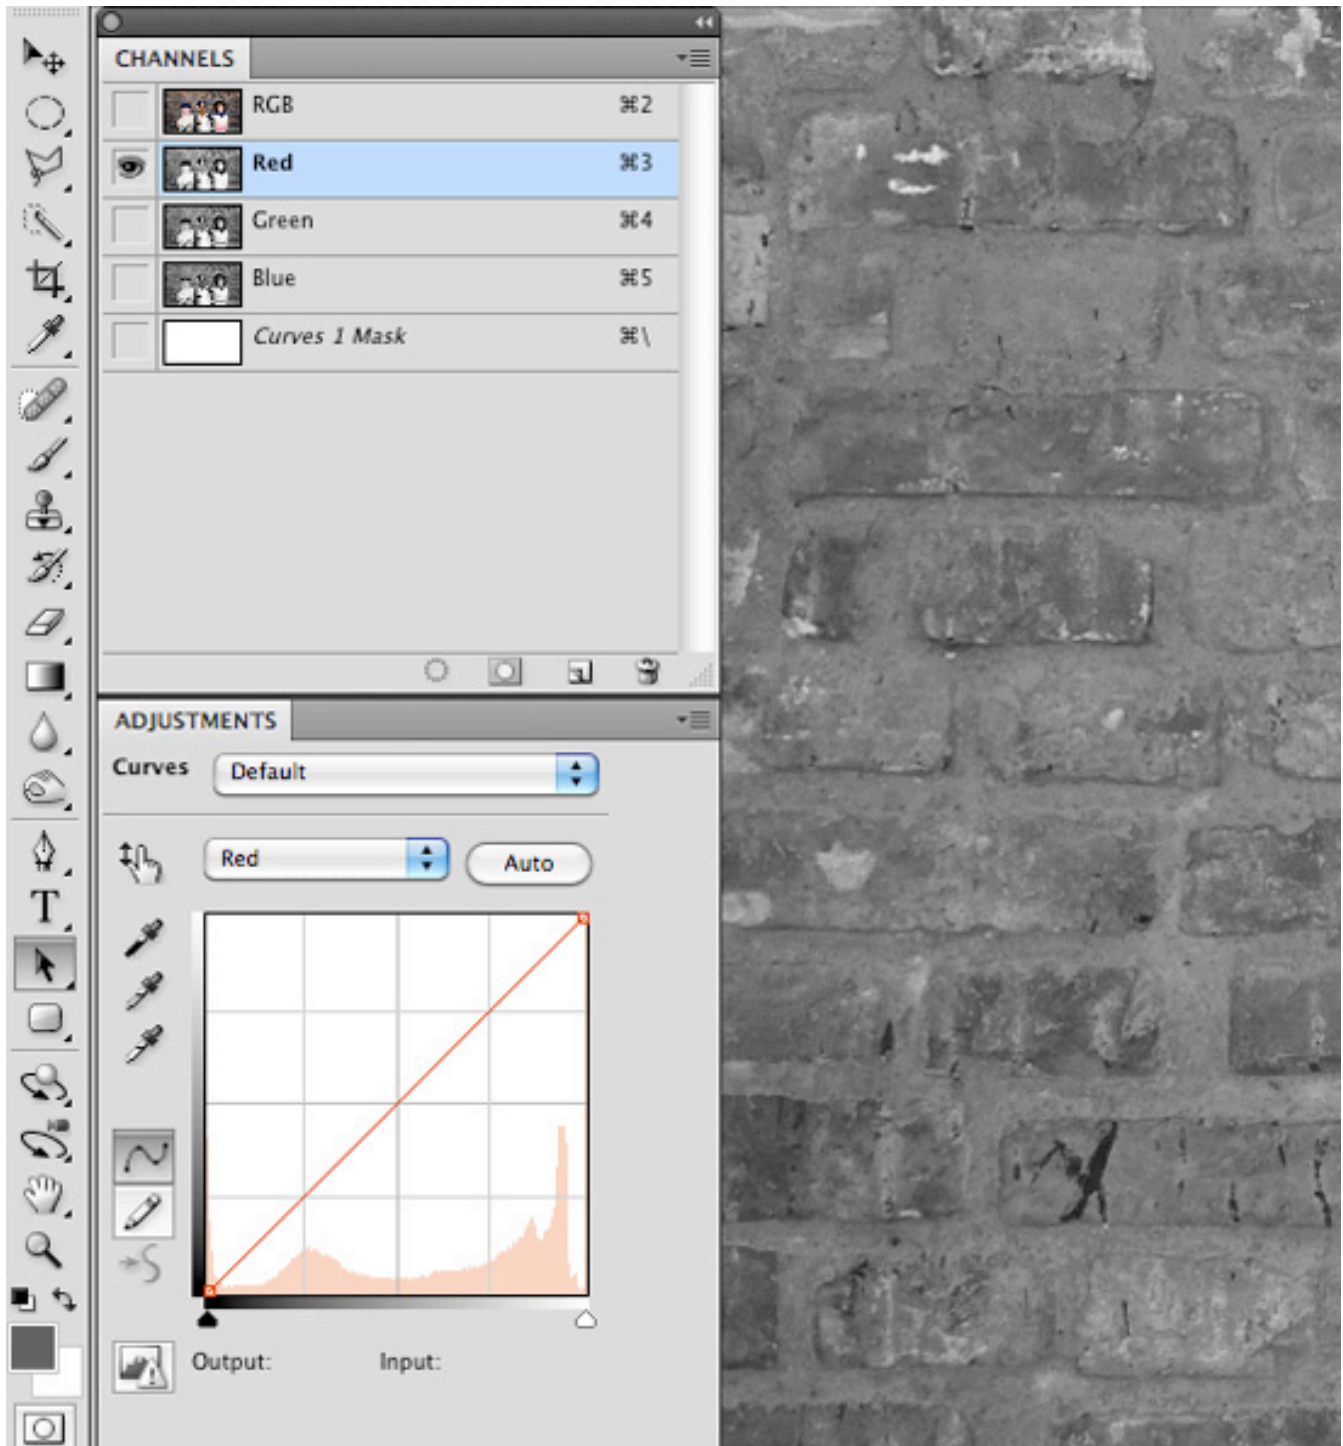 CHANNELS
RGB ⌘2
Red ⌘3
Green ⌘4
Blue ⌘5
Curves 1 Mask ⌘\
ADJUSTMENTS
Curves Default
Red Auto
Output: Input: